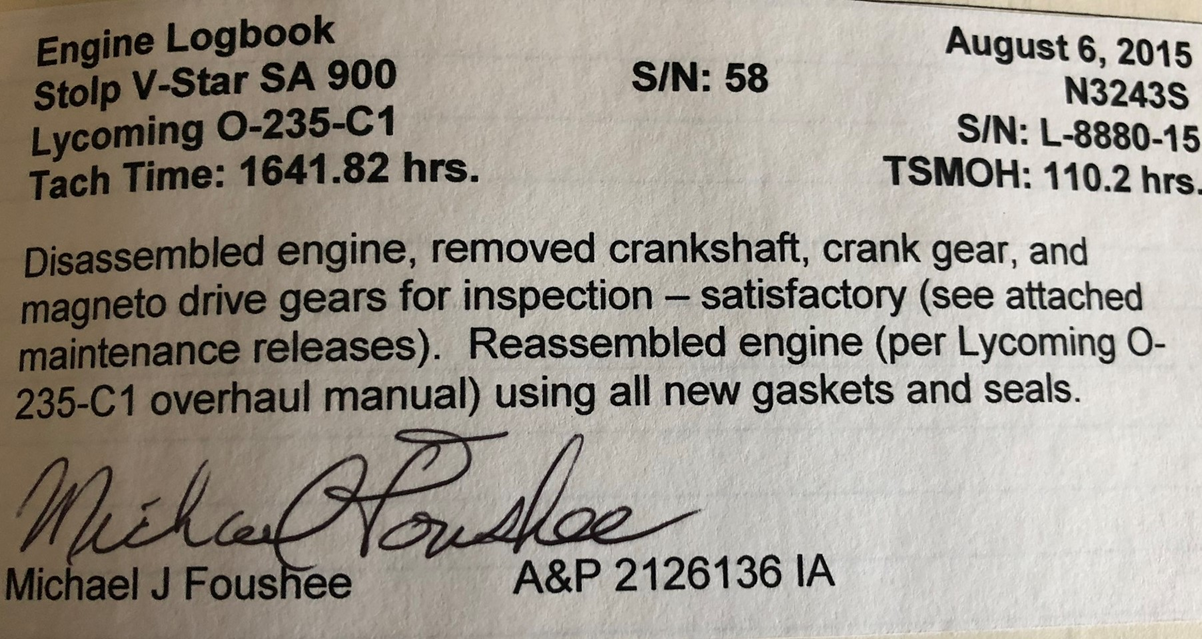 Engine Logbook August 6, 2015
Stolp V-Star SA 900 S/N: 58 N3243S
Lycoming O-235-C1 S/N: L-8880-15
Tach Time: 1641.82 hrs. TSMOH: 110.2 hrs.
Disassembled engine, removed crankshaft, crank gear, and
magneto drive gears for inspection – satisfactory (see attached
maintenance releases). Reassembled engine (per Lycoming O-
235-C1 overhaul manual) using all new gaskets and seals.
Michael J Foushee
Michael J Foushee A&P 2126136 IA